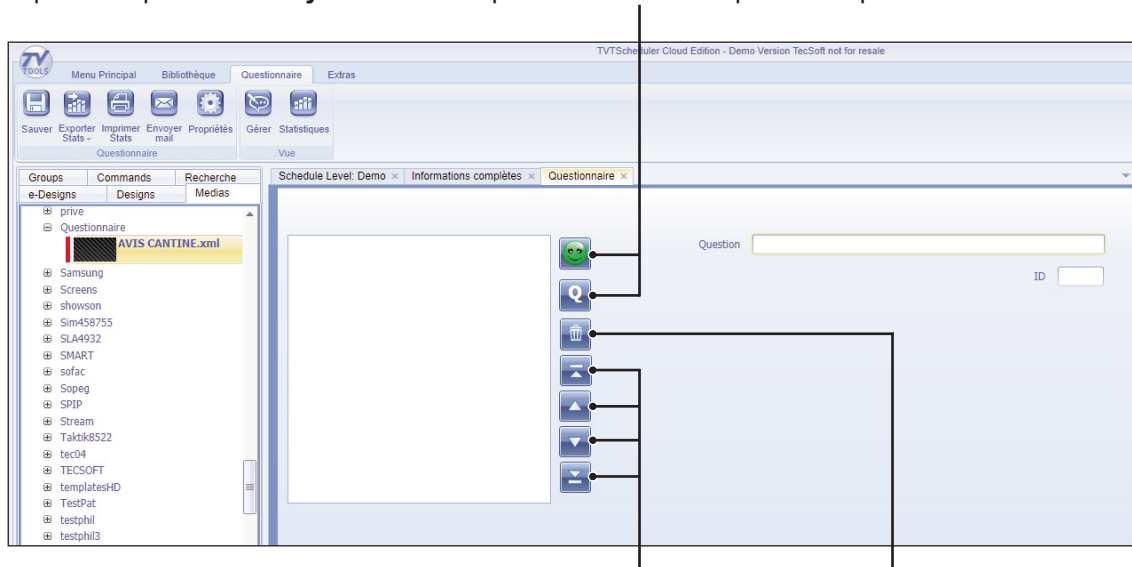 TVTScheduler Cloud Edition - Demo Version TecSoft not for resale
TV
TOOLS
Menu Principal Bibliothèque Questionnaire Extras
Sauver Exporter Stats Imprimer Stats Envoyer mail Propriétés Gérer Statistiques
Questionnaire Vue
Groups Commands Recherche
e-Designs Designs Medias
Schedule Level: Demo × Informations complètes × Questionnaire ×
prive
Questionnaire
AVIS CANTINE.xml
Samsung
Screens
showson
Sim458755
SLA4932
SMART
sofac
Sopeg
SPIP
Stream
Taktik8522
tec04
TECSOFT
templatesHD
TestPat
testphil
testphil3
Question
ID
Q